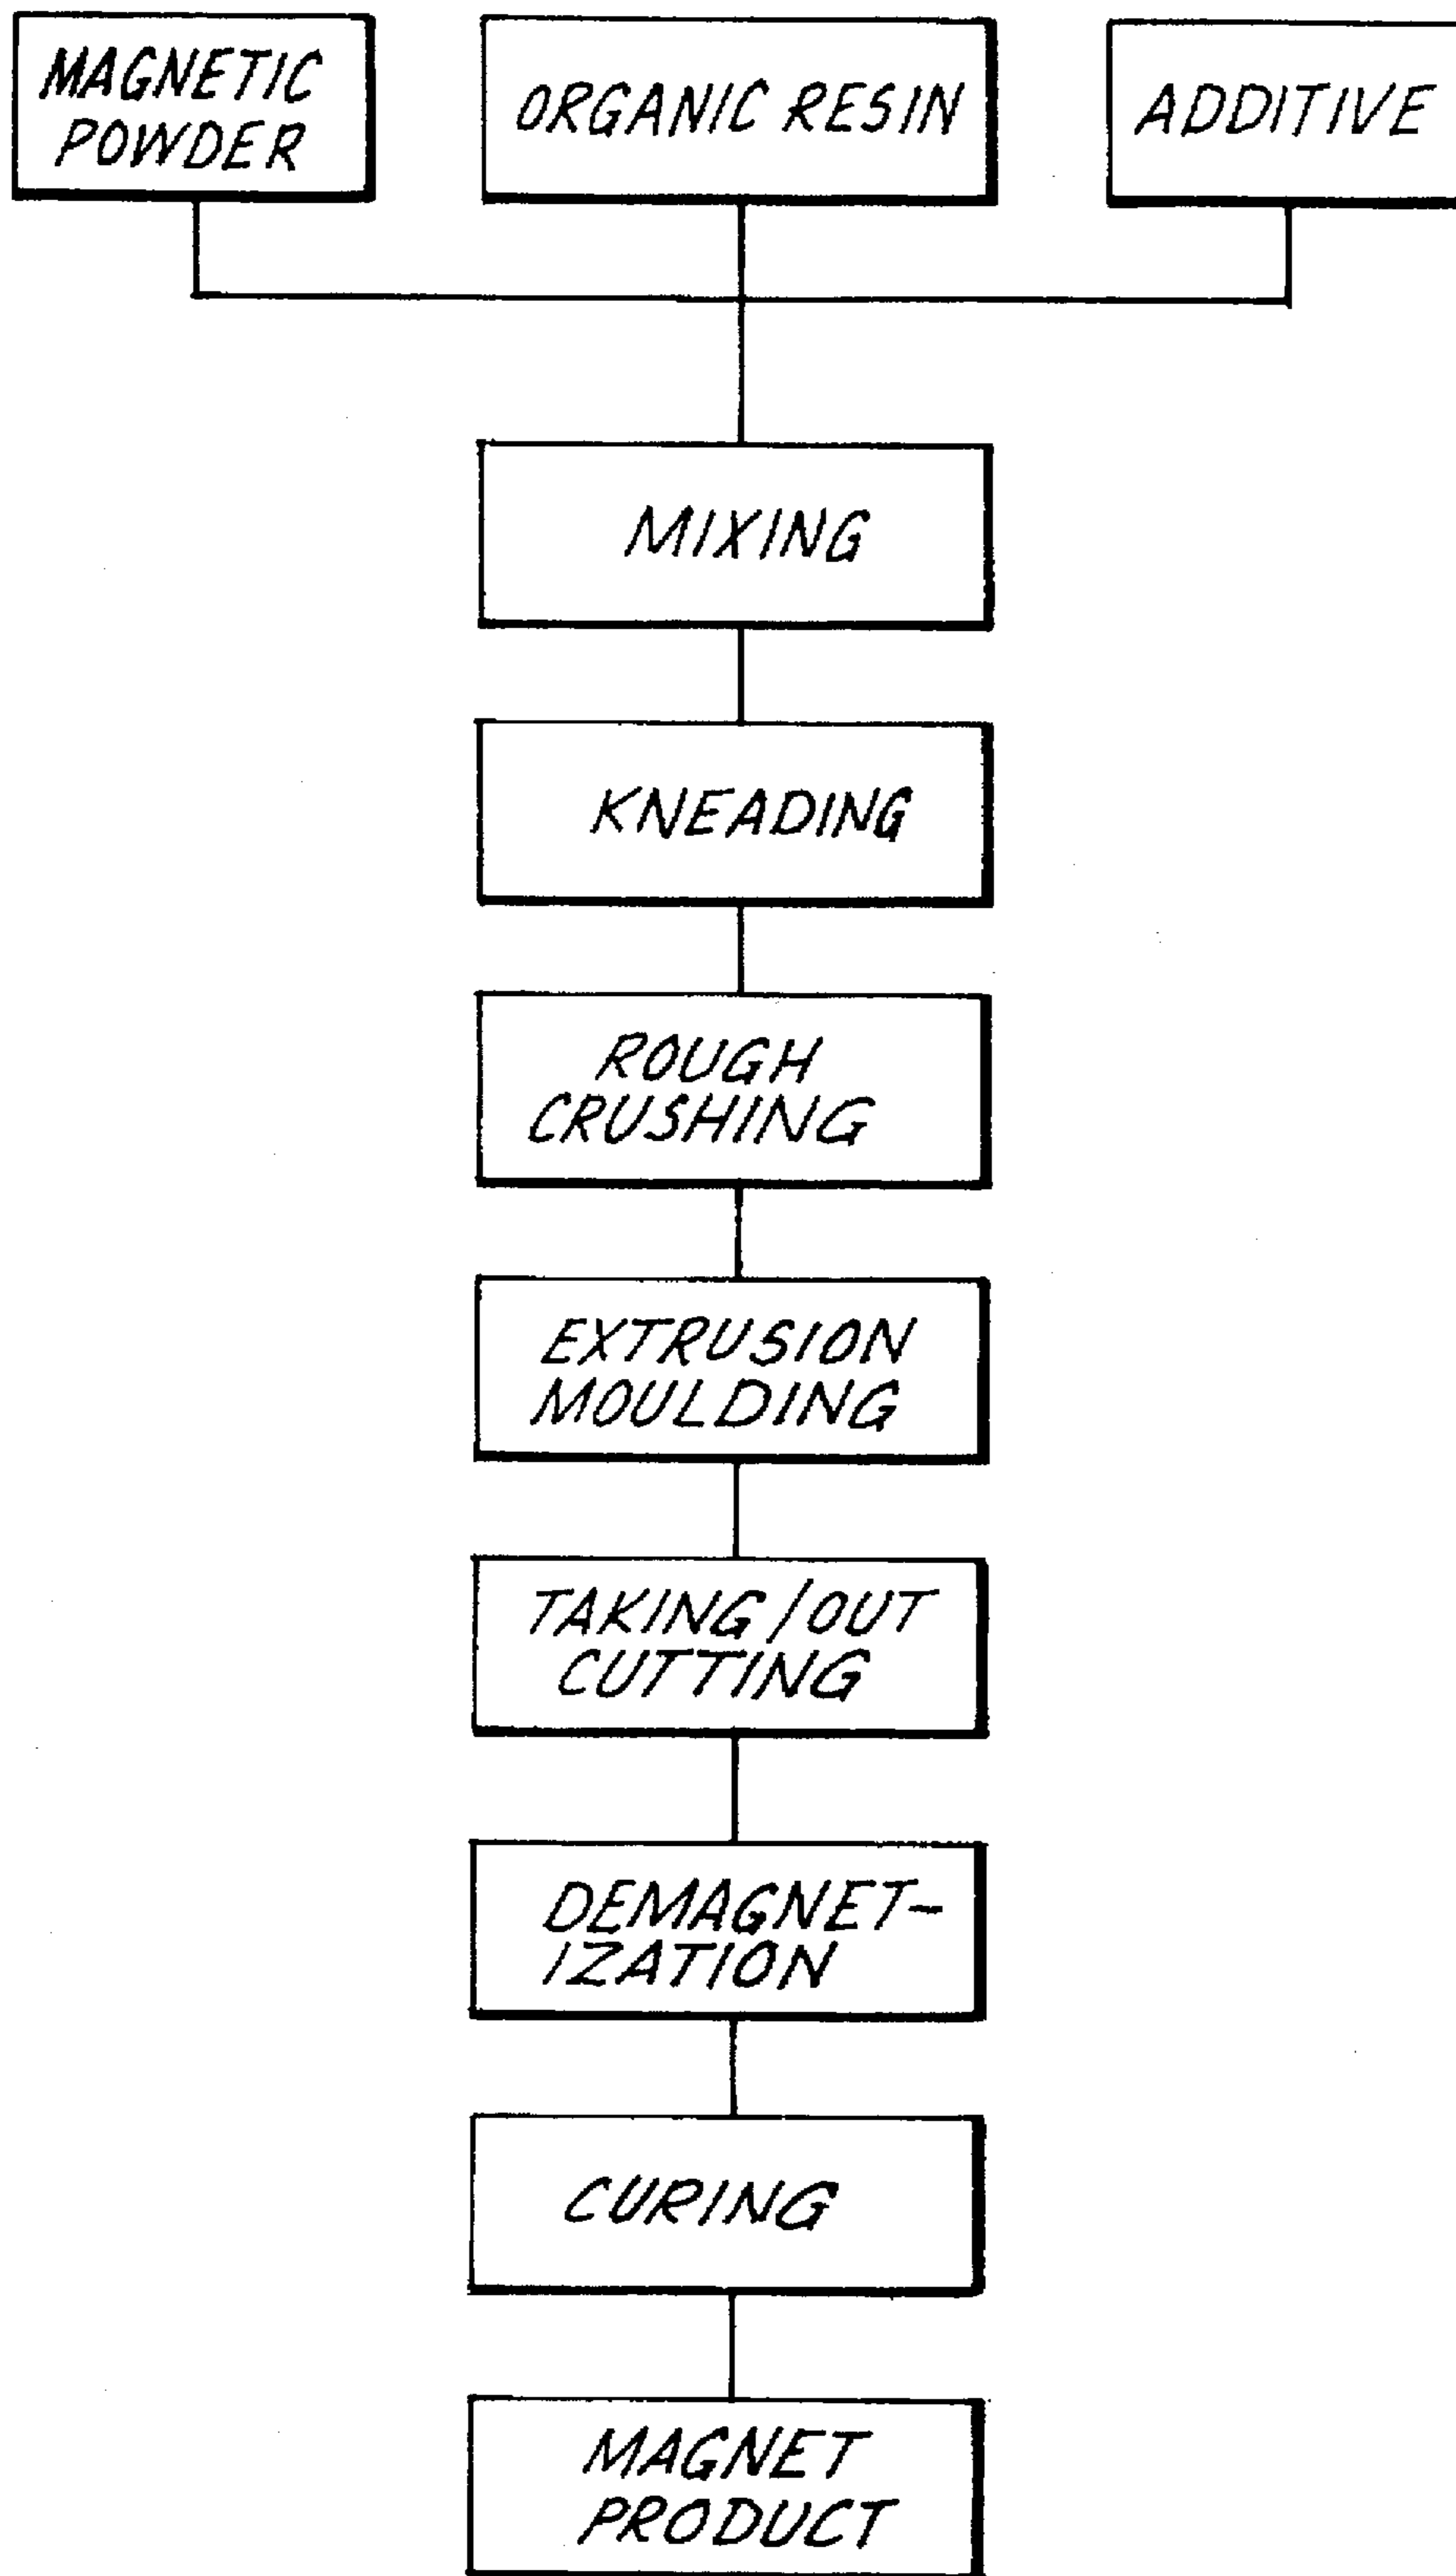 MAGNETIC
POWDER
ORGANIC RESIN
ADDITIVE
MIXING
KNEADING
ROUGH
CRUSHING
EXTRUSION
MOULDING
TAKING/OUT
CUTTING
DEMAGNET-
IZATION
CURING
MAGNET
PRODUCT